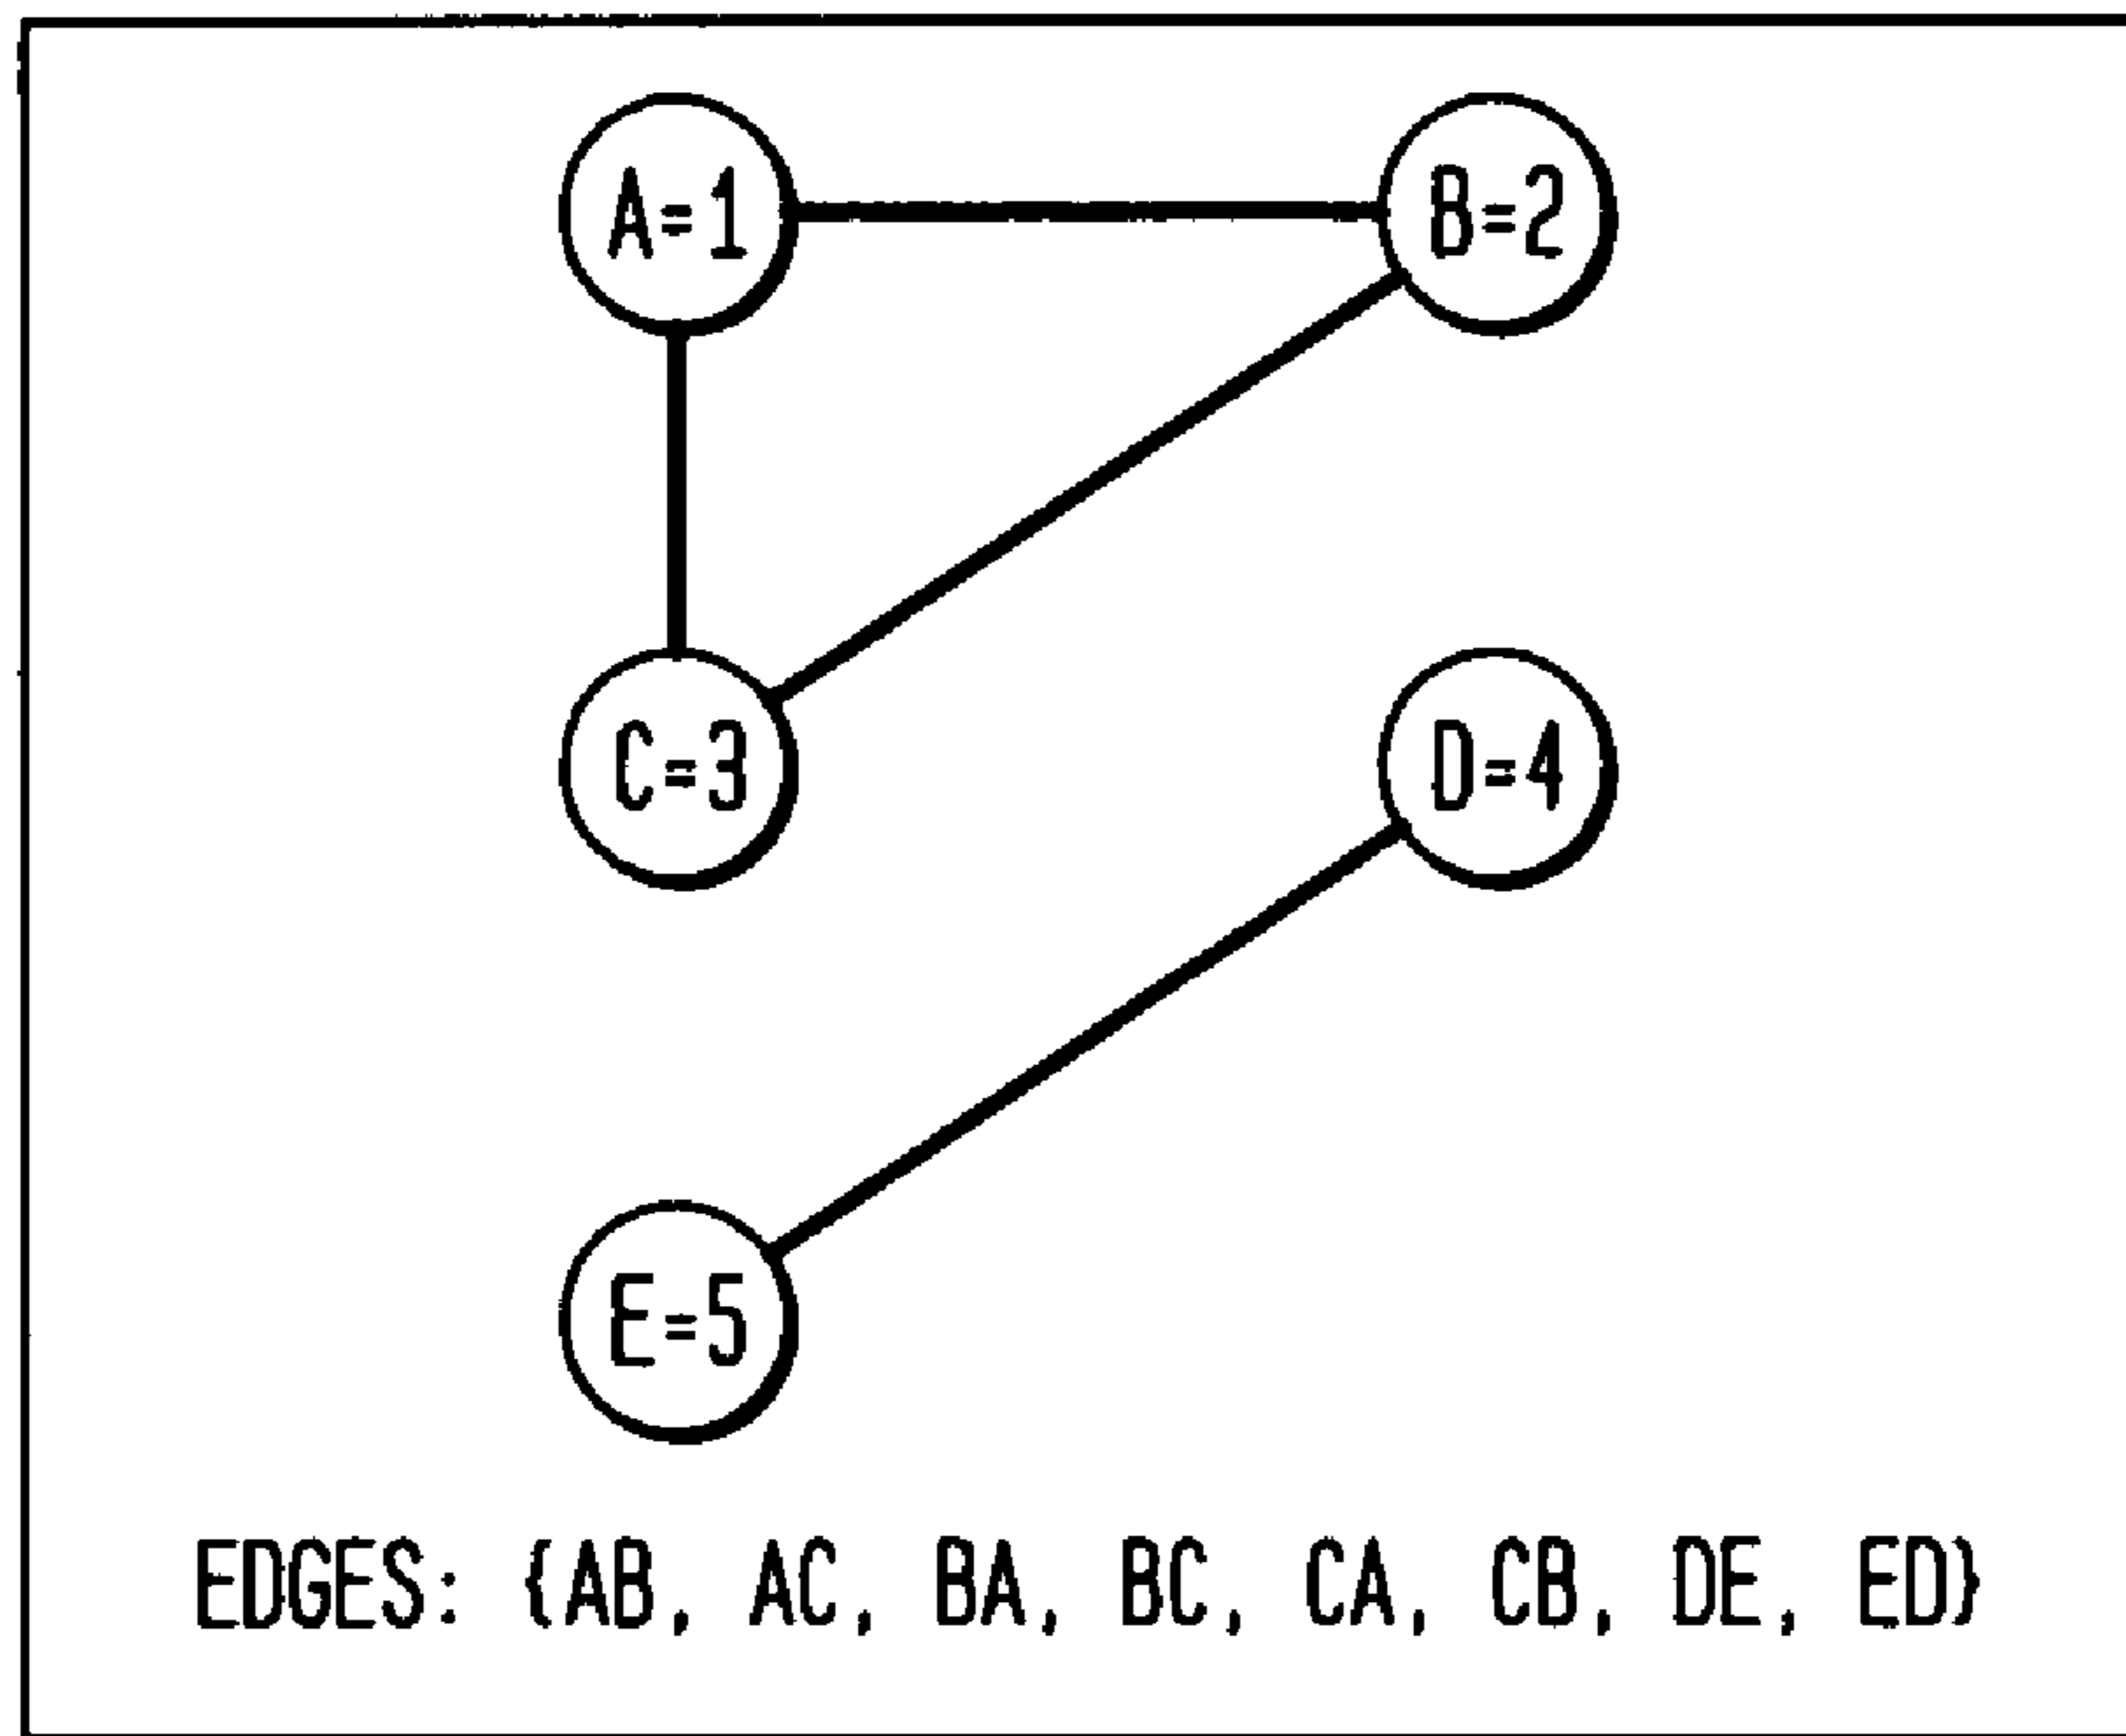 A=1 B=2
C=3 D=4
E=5
EDGES: {AB, AC, BA, BC, CA, CB, DE, ED}